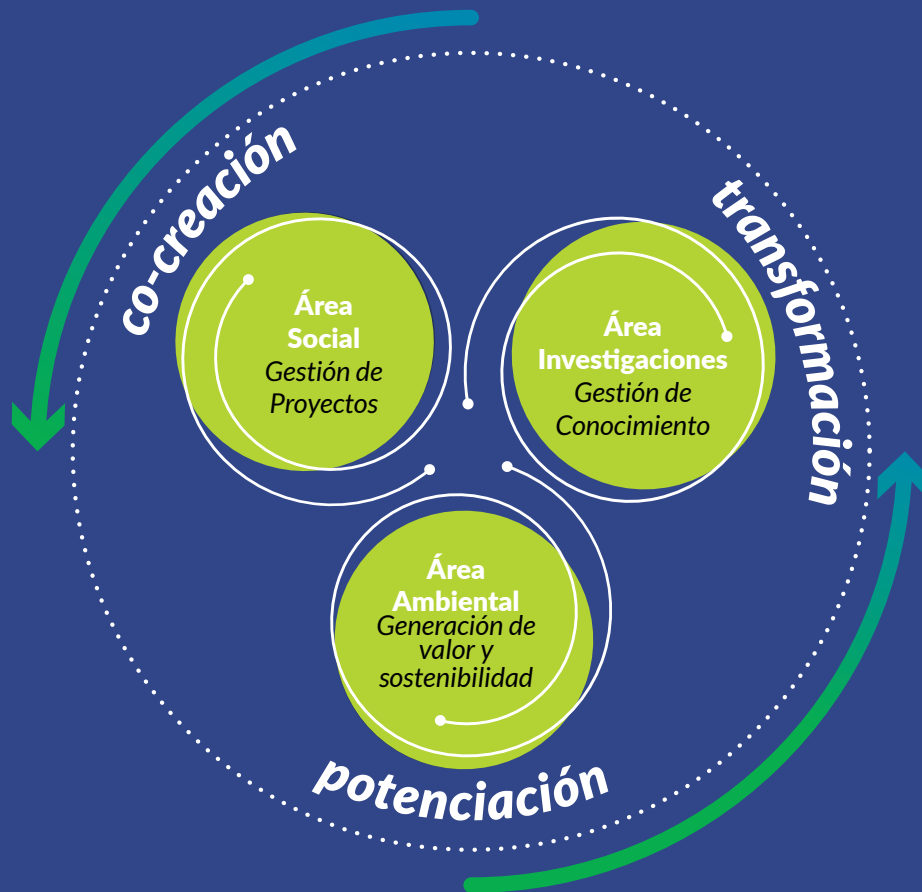 co-creación
transformación
Área
Social
Gestión de
Proyectos
Área
Investigaciones
Gestión de
Conocimiento
Área
Ambiental
Generación de
valor y
sostenibilidad
potenciación